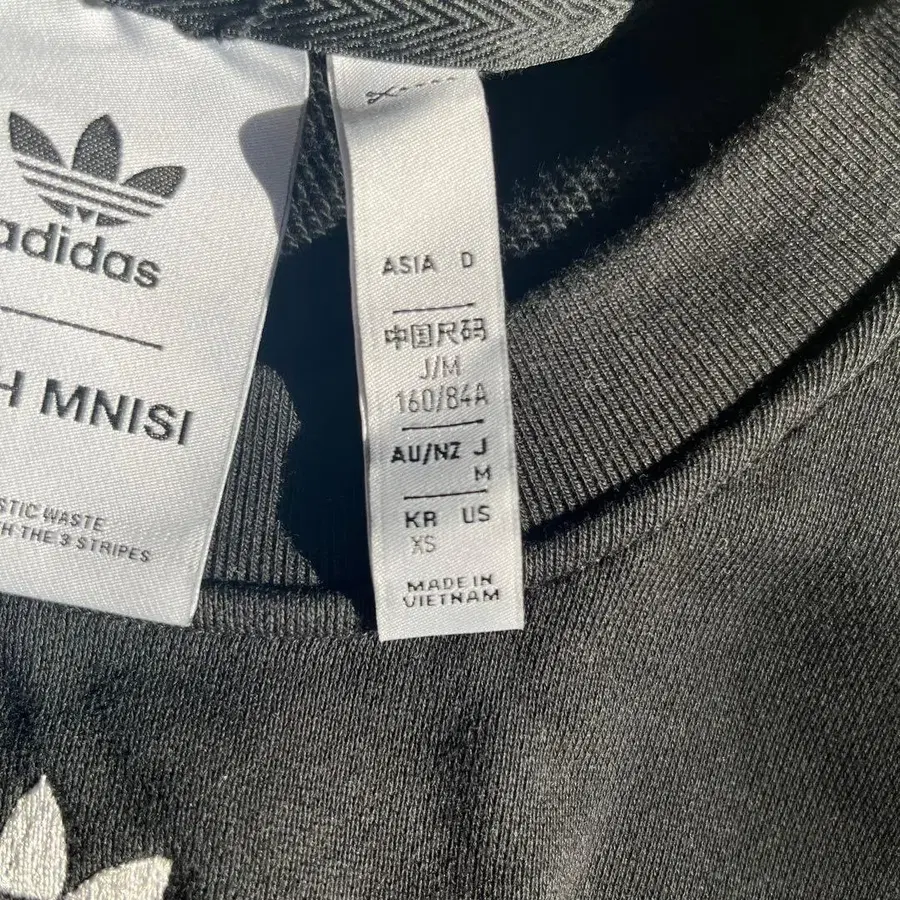 adidas
H MNISI
STIC WASTE
H THE 3 STRIPES
ASIA D
中国尺码
J/M
160/84A
AU/NZ J
M
KR US
XS
MADE IN
VIETNAM